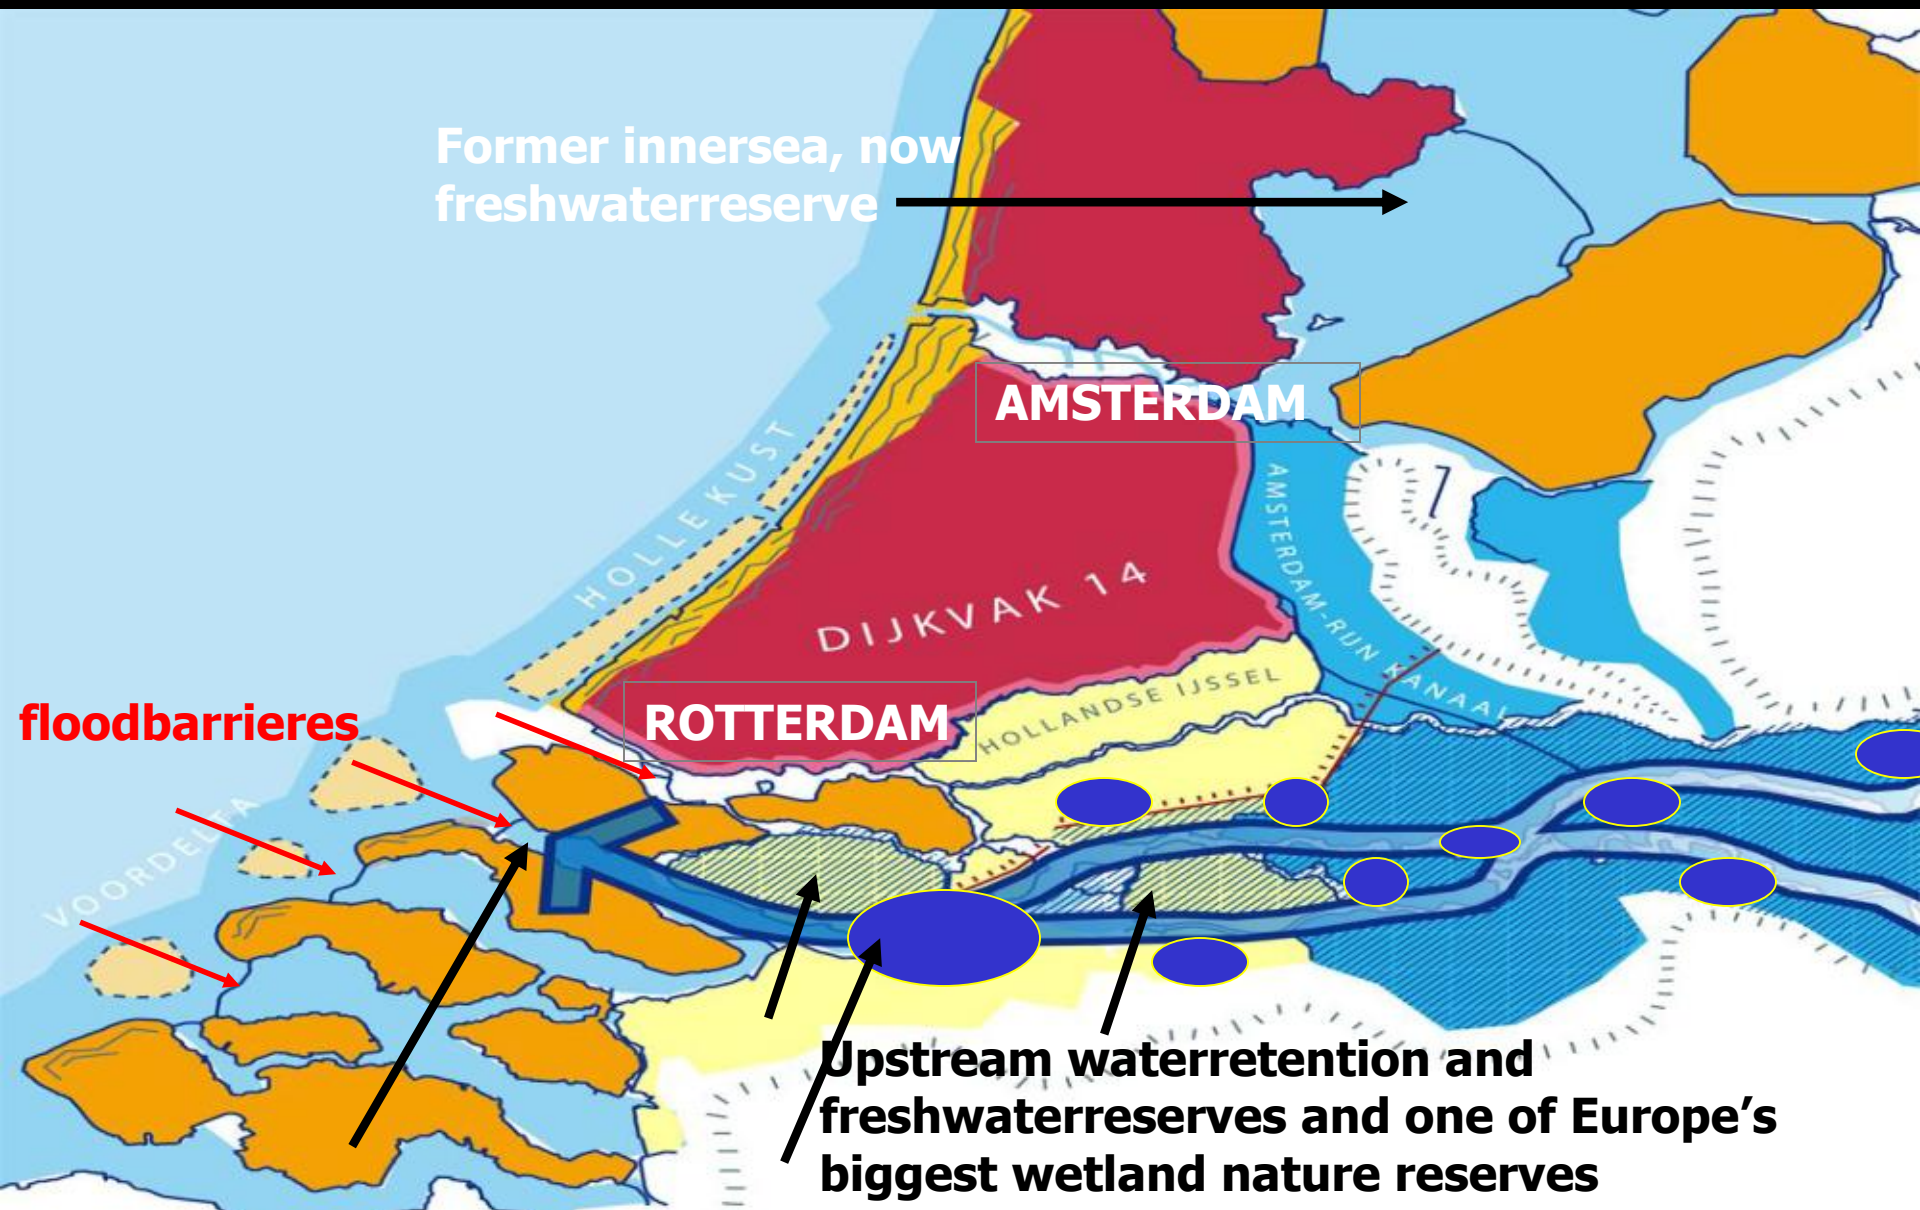 Former innersea, now
freshwaterreserve
AMSTERDAM
HOLLE KUST
AMSTERDAM-RIJN KANAAL
DIJKVAK 14
HOLLANDSE IJSSEL
floodbarrieres
ROTTERDAM
VOORDELTA
Upstream waterretention and
freshwaterreserves and one of Europe’s
biggest wetland nature reserves